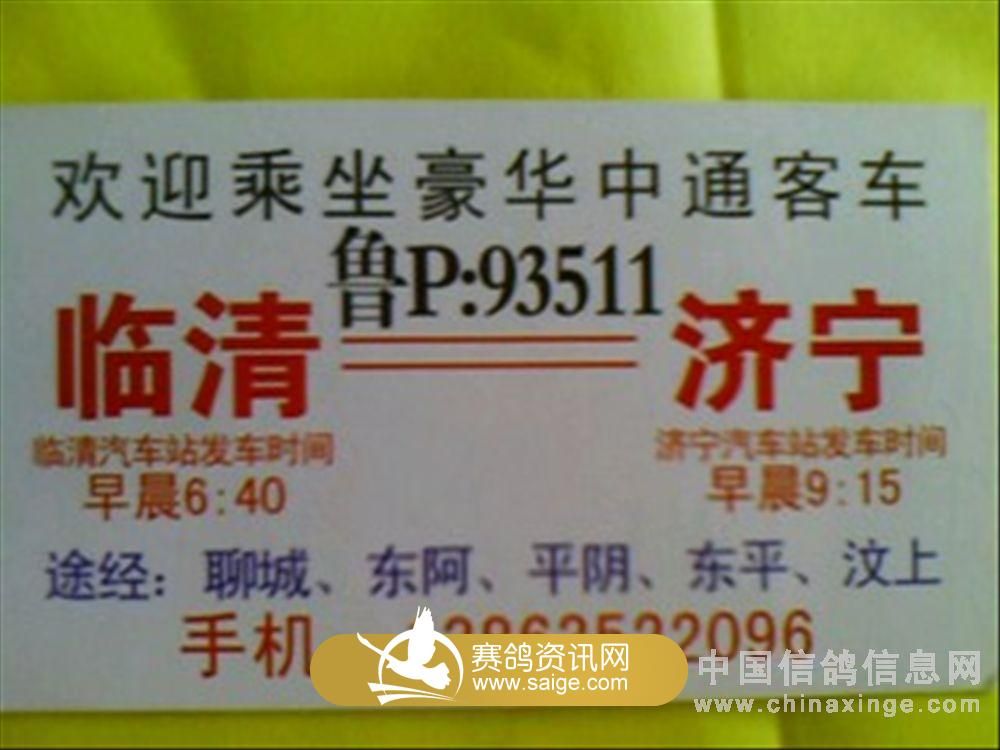 欢迎乘坐豪华中通客车
鲁P:93511
临清 济宁
临清汽车站发车时间 济宁汽车站发车时间
早晨6:40 早晨9:15
途经：聊城、东阿、平阴、东平、汶上
手机 2096
赛鸽资讯网
www.saige.com
中国信鸽信息网
www.chinaxinge.com